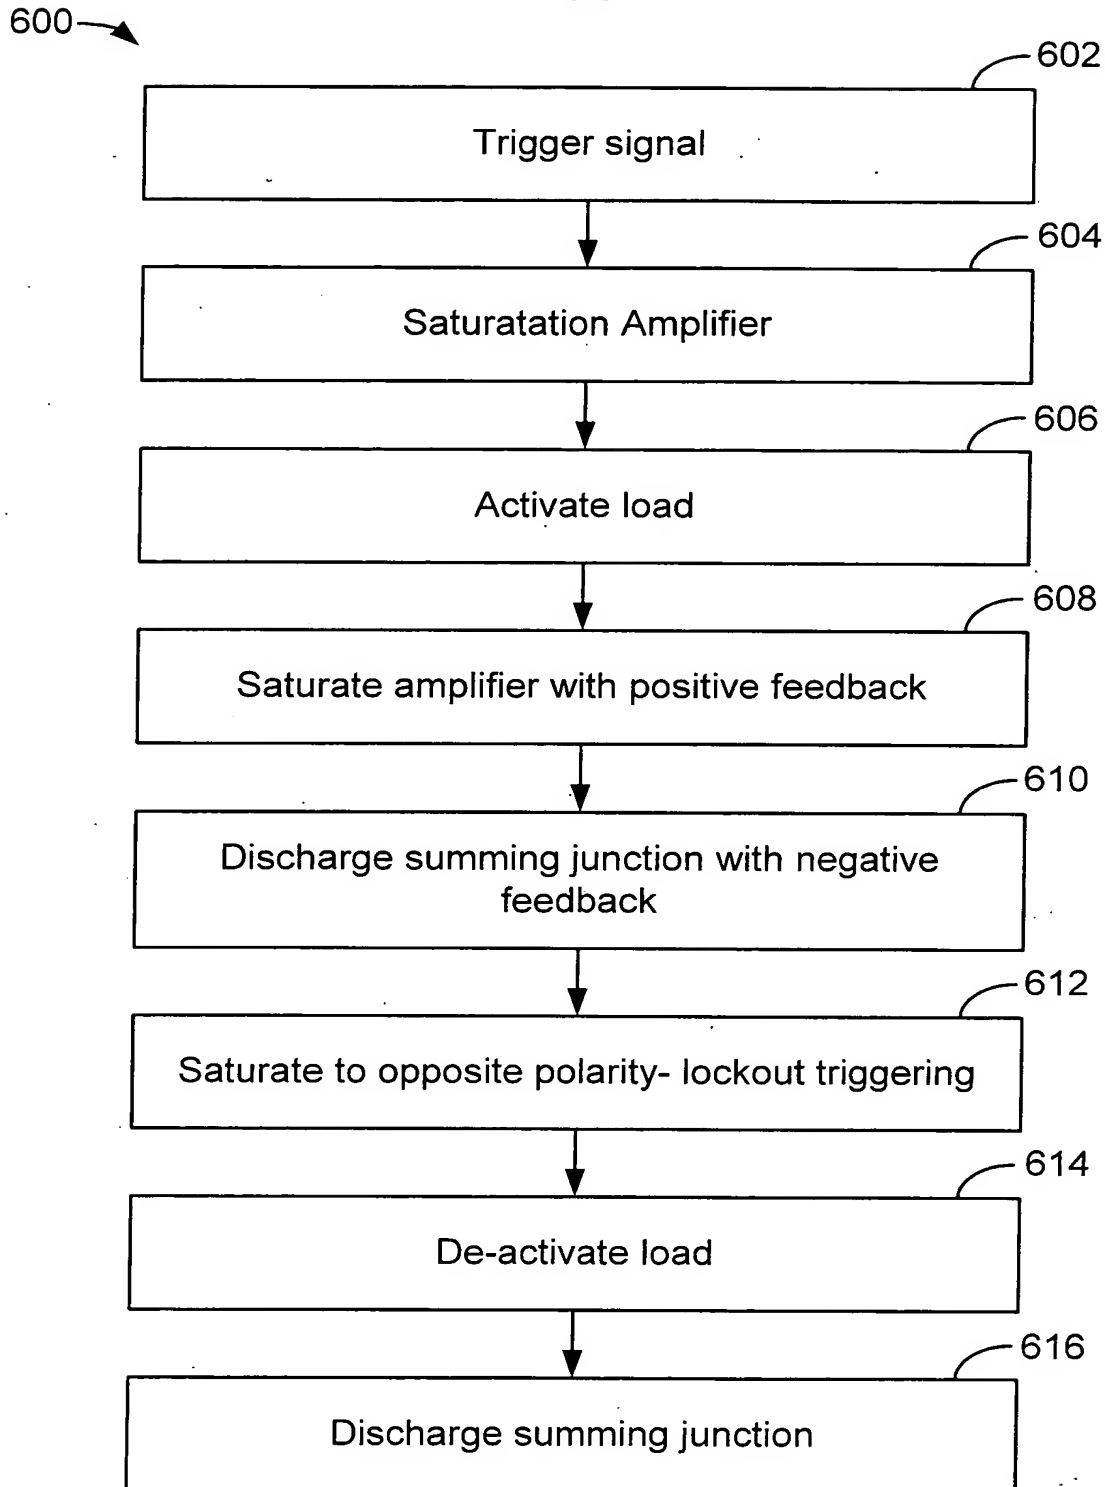 600
602
Trigger signal
604
Saturatation Amplifier
606
Activate load
608
Saturate amplifier with positive feedback
610
Discharge summing junction with negative
feedback
612
Saturate to opposite polarity- lockout triggering
614
De-activate load
616
Discharge summing junction